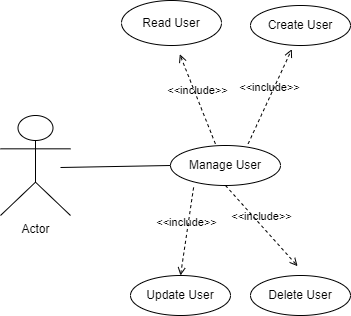 Read User
Create User
<<include>>
<<include>>
Manage User
Actor
<<include>>
<<include>>
Update User
Delete User